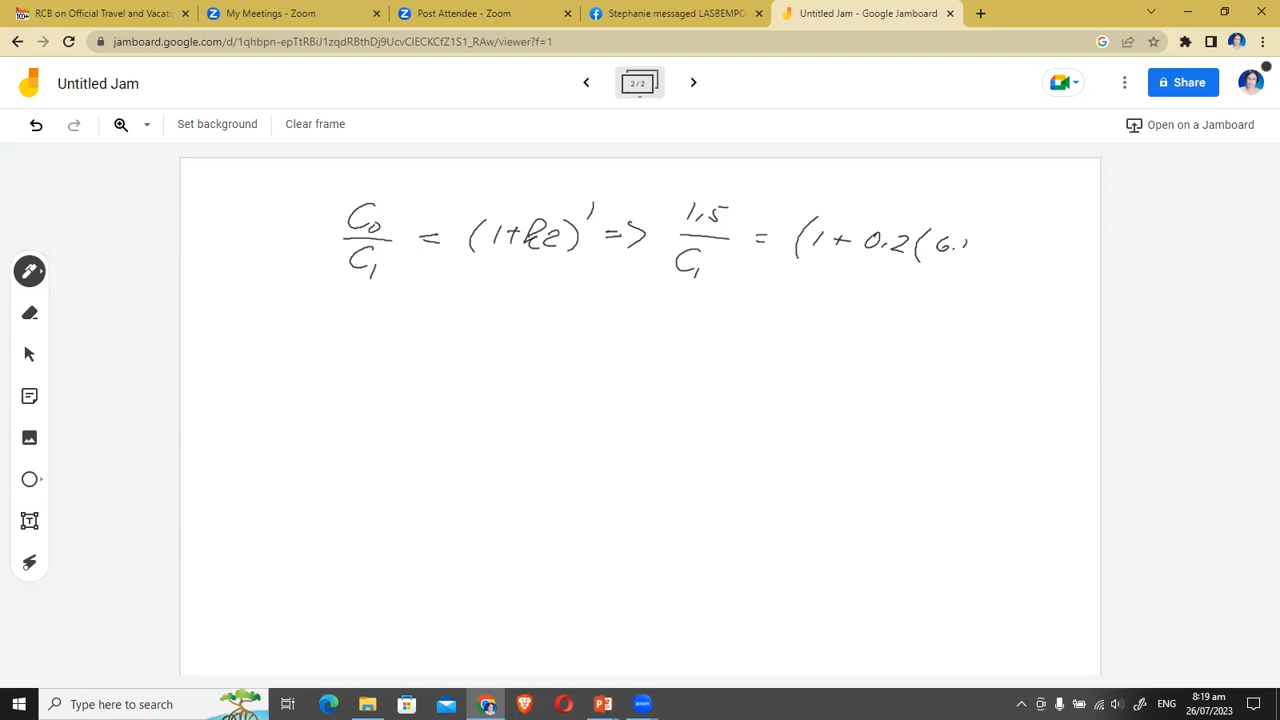 RCB on Official Travel and Vacati
My Meetings - Zoom
Post Attendee - Zoom
Stephanie messaged LASBEMPG
Untitled Jam - Google Jamboard
jamboard.google.com/d/1qhbpn-epTtRBiJ1zqdRBthDj9UcvClECKCfZ1S1_RAw/viewer?f=1
Untitled Jam
2 / 2
Share
Set background
Clear frame
Open on a Jamboard
C₀/C₁ = (1+kz)¹ => 1.5/C₁ = (1 + 0.2(6.
Type here to search
ENG
8:19 am
26/07/2023